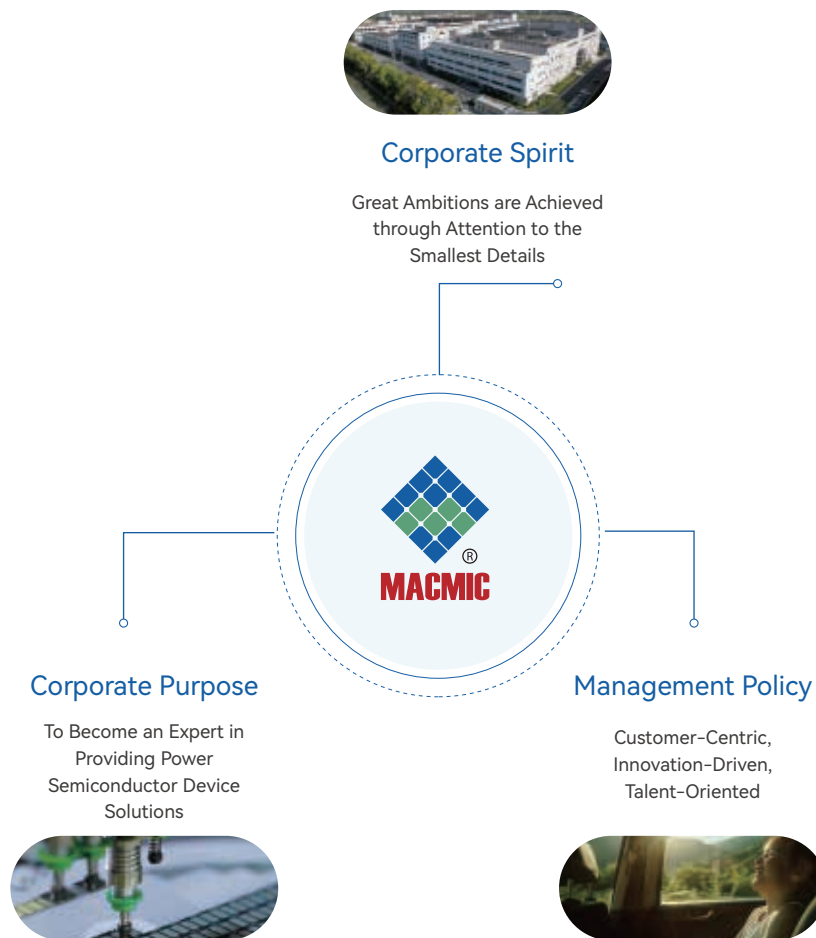 Corporate Spirit
Great Ambitions are Achieved
through Attention to the
Smallest Details
®
MACMIC
Corporate Purpose
To Become an Expert in
Providing Power
Semiconductor Device
Solutions
Management Policy
Customer-Centric,
Innovation-Driven,
Talent-Oriented